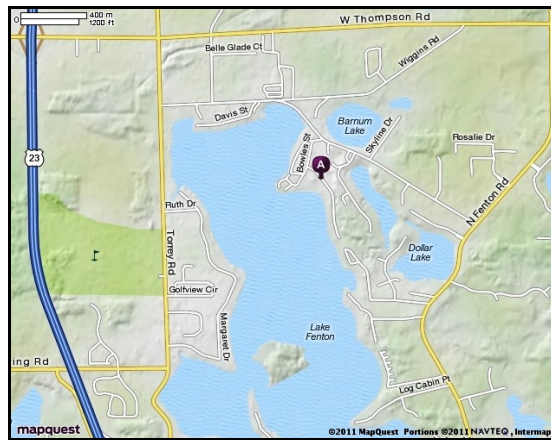 0 400 m
1200 ft
W Thompson Rd
Belle Glade Ct
Wiggins Rd
Davis St
Barnum
Lake
Skyline Dr
Bowles St
Rosalie Dr
23
A
N Fenton Rd
Ruth Dr
Torrey Rd
Dollar
Lake
Golfview Cir
Margaret Dr
Lake
Fenton
ring Rd
Log Cabin Pt
mapquest
©2011 MapQuest Portions ©2011 NAVTEQ, Intermap